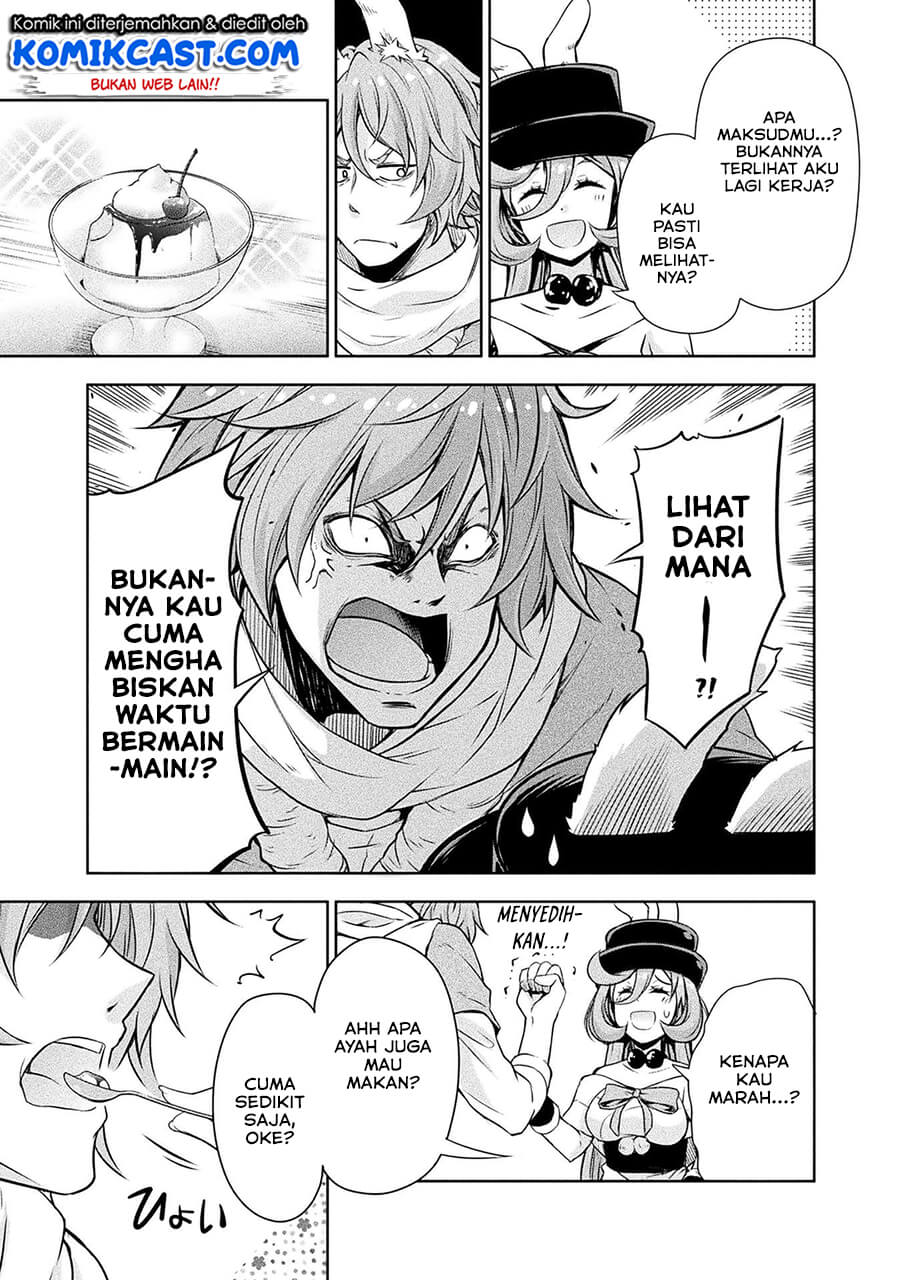 Komik ini diterjemahkan & diedit oleh
KOMIKCAST.COM
BUKAN WEB LAIN!!
APA
MAKSUDMU...?
BUKANNYA
TERLIHAT AKU
LAGI KERJA?
KAU
PASTI
BISA
MELIHAT-
NYA?
LIHAT
DARI
MANA
—
?!
BUKAN-
NYA KAU
CUMA
MENGHA
BISKAN
WAKTU
BERMAIN
-MAIN!?
KENAPA
KAU
MARAH...?
MENYEDIH-
KAN...!
AHH APA
AYAH JUGA
MAU
MAKAN?
CUMA
SEDIKIT
SAJA,
OKE?
ひょい